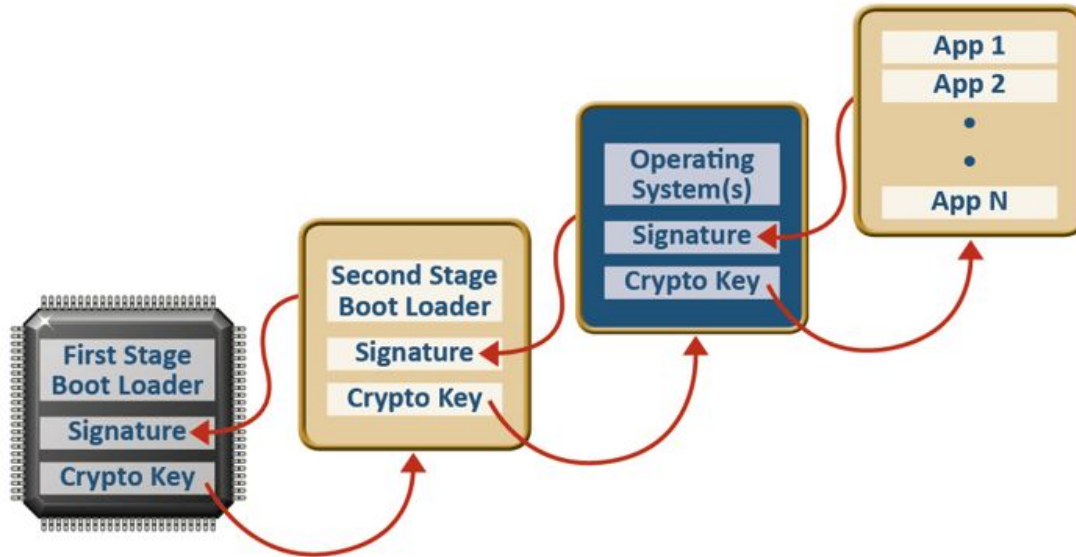 First Stage
Boot Loader
Signature
Crypto Key
Second Stage
Boot Loader
Signature
Crypto Key
Operating
System(s)
Signature
Crypto Key
App 1
App 2
App N